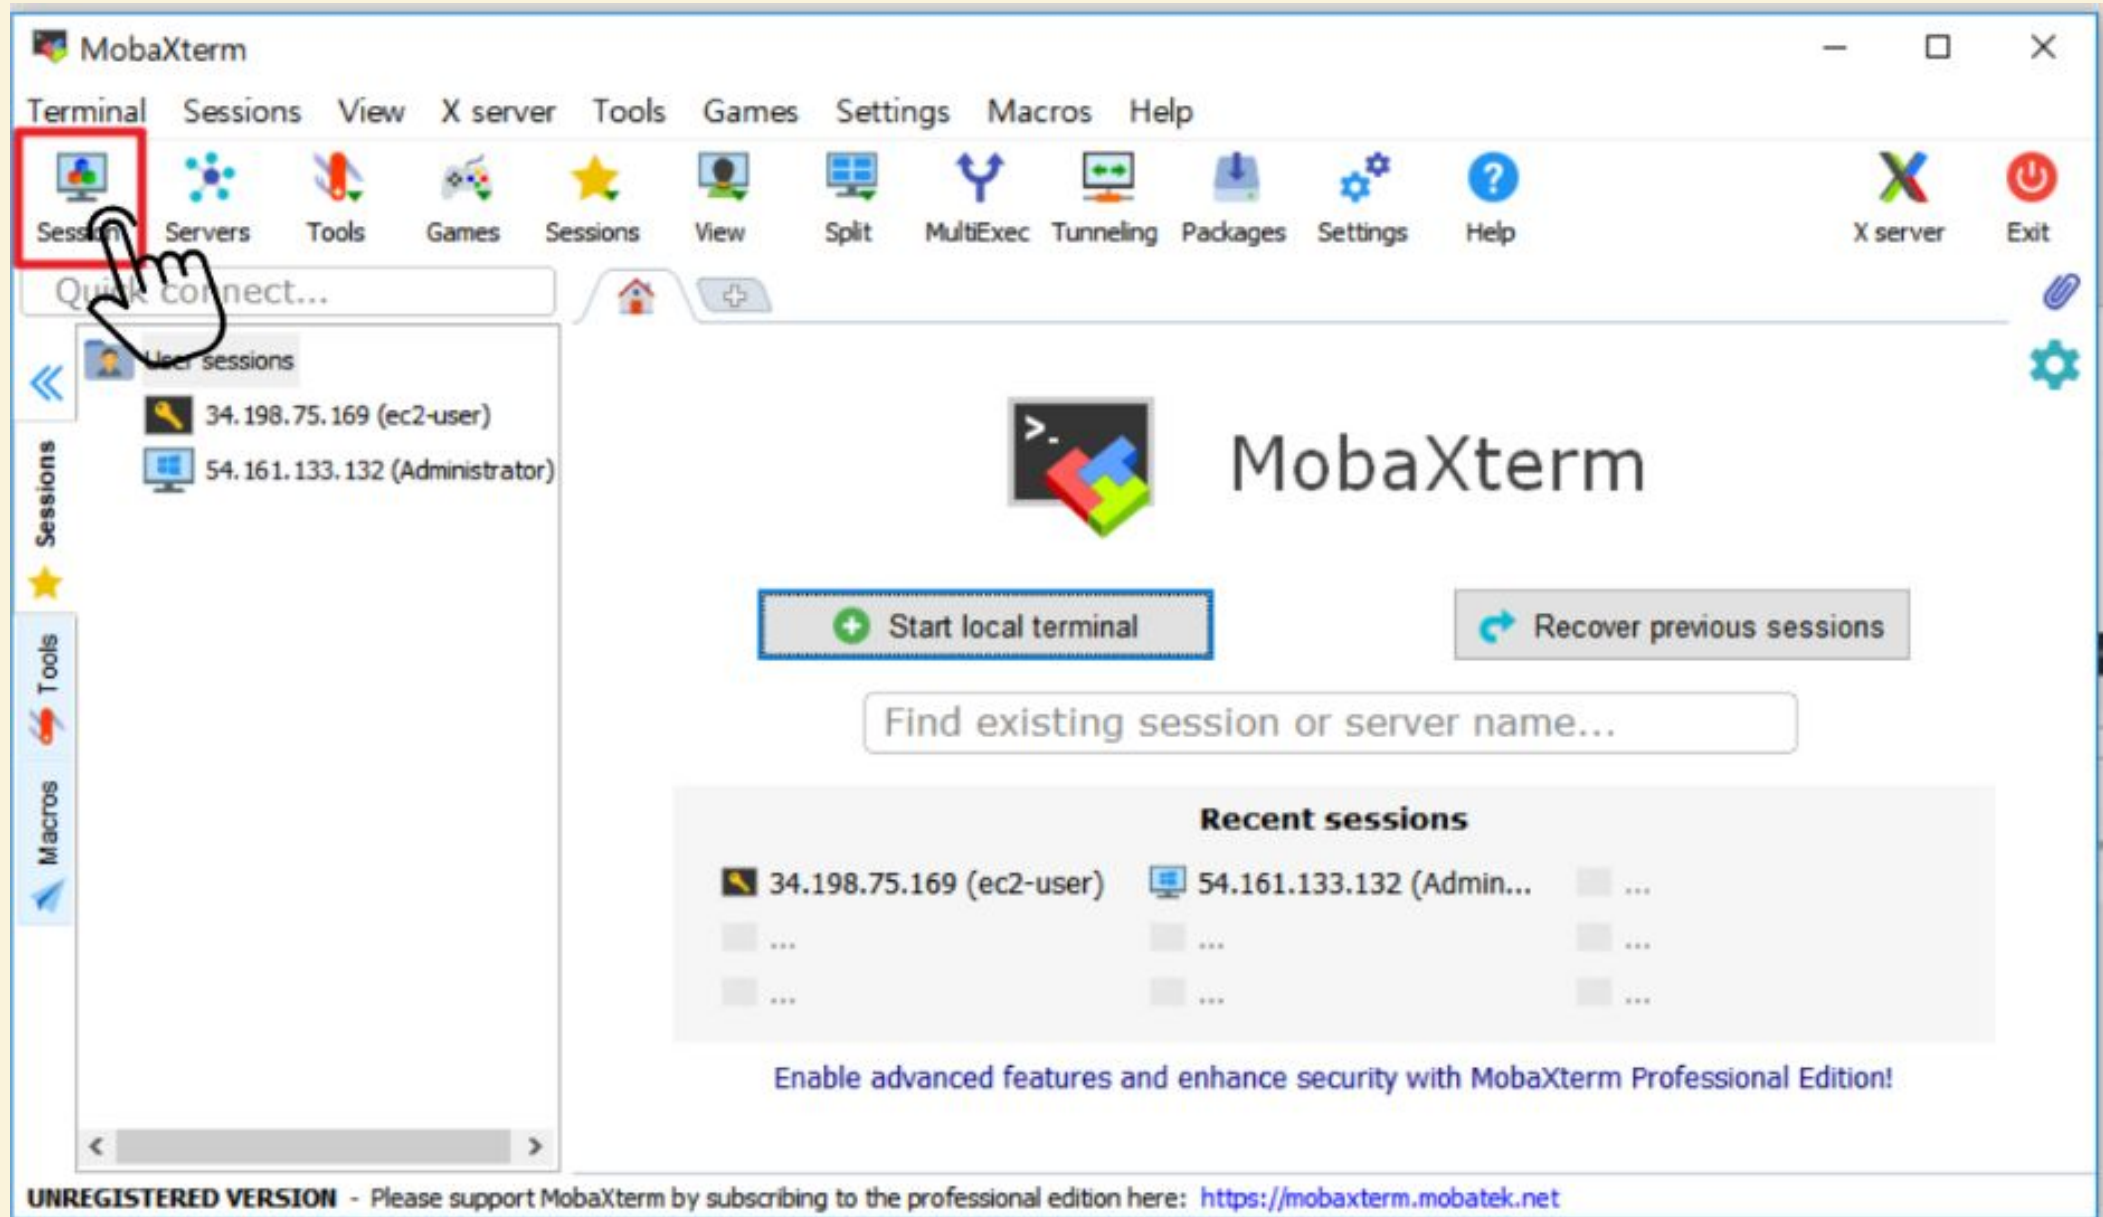 MobaXterm
Terminal Sessions View X server Tools Games Settings Macros Help
Session Servers Tools Games Sessions View Split MultiExec Tunneling Packages Settings Help X server Exit
Quick connect...
User sessions
34.198.75.169 (ec2-user)
54.161.133.132 (Administrator)
Sessions
Tools
Macros
>_
MobaXterm
Start local terminal Recover previous sessions
Find existing session or server name...
Recent sessions
34.198.75.169 (ec2-user) 54.161.133.132 (Admin... ...
... ... ...
... ... ...
Enable advanced features and enhance security with MobaXterm Professional Edition!
UNREGISTERED VERSION - Please support MobaXterm by subscribing to the professional edition here: https://mobaxterm.mobatek.net